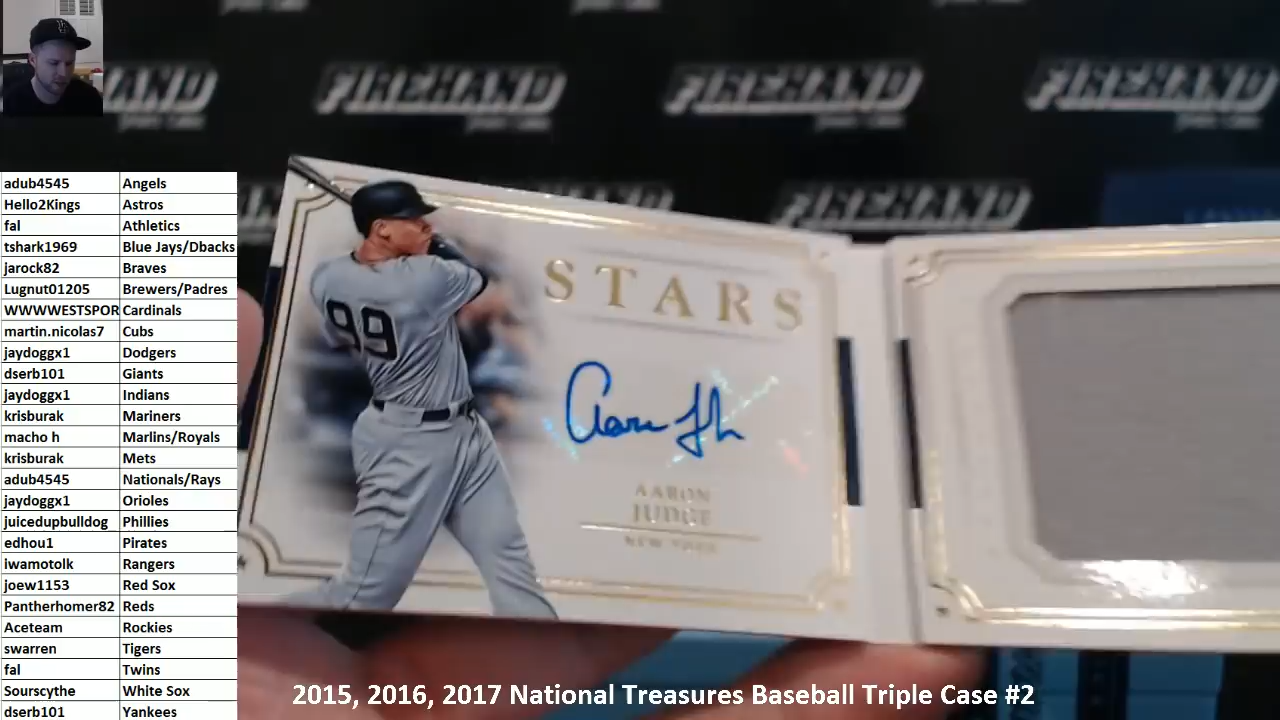 FIREHAND FIREHAND FIREHAND
FIREHAND
adub4545 Angels
Hello2Kings Astros
fal Athletics
tshark1969 Blue Jays/Dbacks
jarock82 Braves
Lugnut01205 Brewers/Padres
WWWWESTSPOR Cardinals
martin.nicolas7 Cubs
jaydoggx1 Dodgers
dserb101 Giants
jaydoggx1 Indians
krisburak Mariners
macho h Marlins/Royals
krisburak Mets
adub4545 Nationals/Rays
jaydoggx1 Orioles
juicedupbulldog Phillies
edhou1 Pirates
iwamotolk Rangers
joew1153 Red Sox
Pantherhomer82 Reds
Aceteam Rockies
swarren Tigers
fal Twins
Sourscythe White Sox
dserb101 Yankees
99
STARS
AARON
JUDGE
NEW YORK
2015, 2016, 2017 National Treasures Baseball Triple Case #2